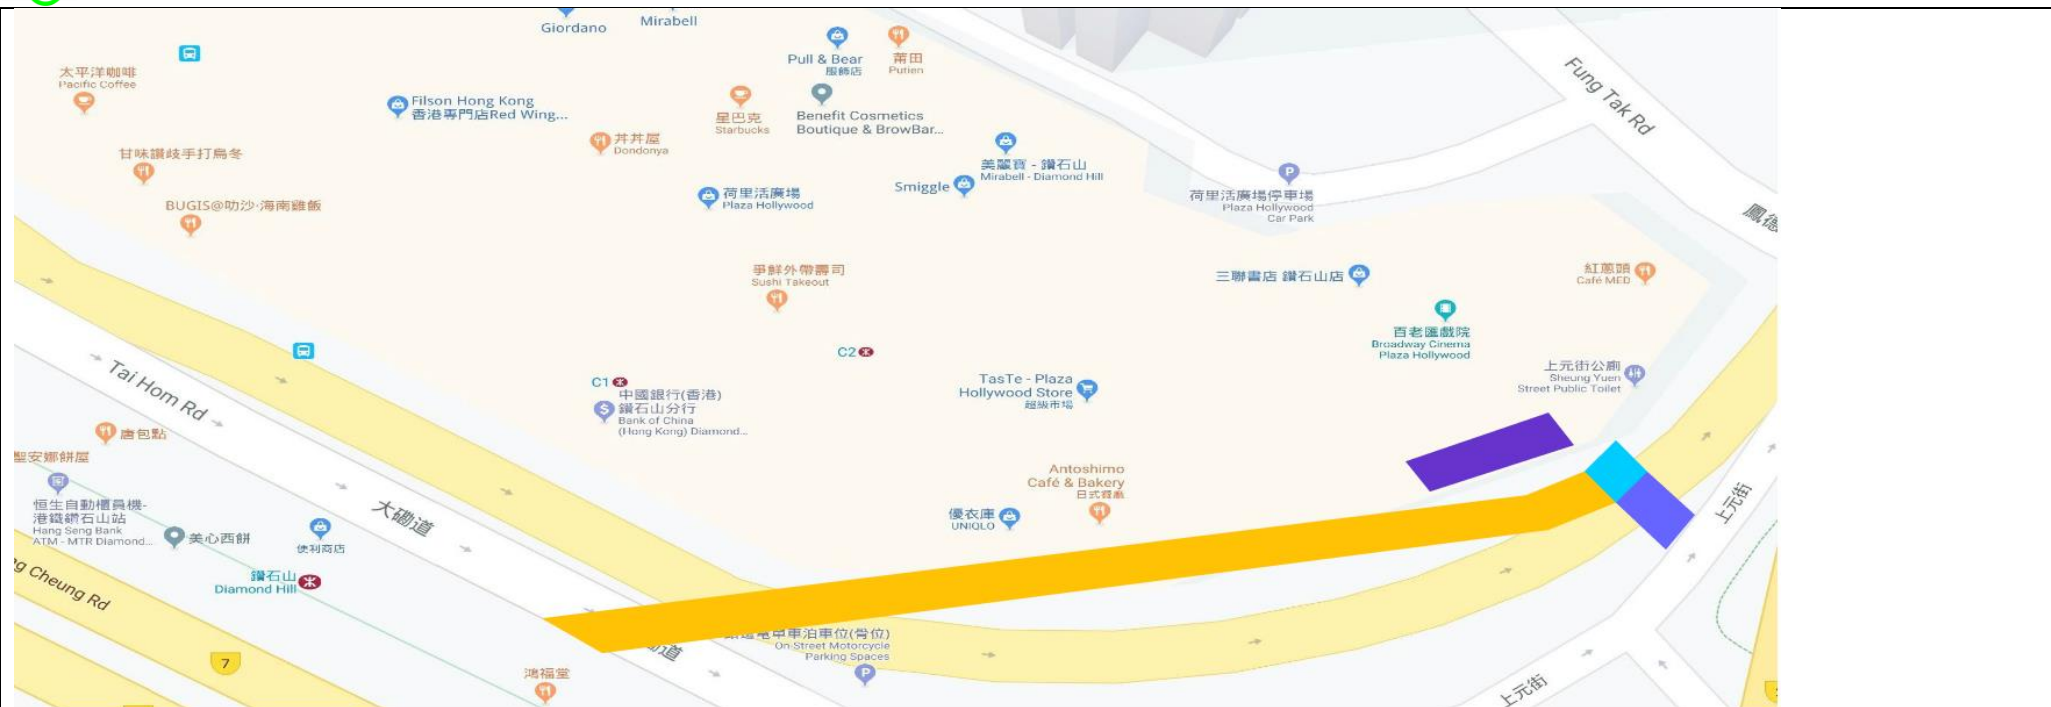 Giordano
Mirabell
Pull & Bear
服飾店
莆田
Putien
太平洋咖啡
Pacific Coffee
Filson Hong Kong
香港專門店Red Wing...
星巴克
Starbucks
Benefit Cosmetics
Boutique & BrowBar...
Fung Tak Rd
丼丼屋
Dondonya
甘味讚岐手打烏冬
美麗寶 - 鑽石山
Mirabell - Diamond Hill
Smiggle
荷里活廣場
Plaza Hollywood
荷里活廣場停車場
Plaza Hollywood
Car Park
BUGIS@叻沙·海南雞飯
鳳德
爭鮮外帶壽司
Sushi Takeout
三聯書店 鑽石山店
紅蔥頭
Café MED
百老匯戲院
Broadway Cinema
Plaza Hollywood
C2
C1
中國銀行(香港)
鑽石山分行
Bank of China
(Hong Kong) Diamond...
TasTe - Plaza
Hollywood Store
超級市場
上元街公廁
Sheung Yuen
Street Public Toilet
Tai Hom Rd
唐包點
聖安娜餅屋
恒生自動櫃員機-
港鐵鑽石山站
Hang Seng Bank
ATM - MTR Diamond...
美心西餅
便利商店
大磡道
Antoshimo
Café & Bakery
日式餐廳
優衣庫
UNIQLO
上元街
鑽石山
Diamond Hill
g Cheung Rd
7
電單車泊車位(咪位)
On-Street Motorcycle
Parking Spaces
P
道
鴻福堂
上元街